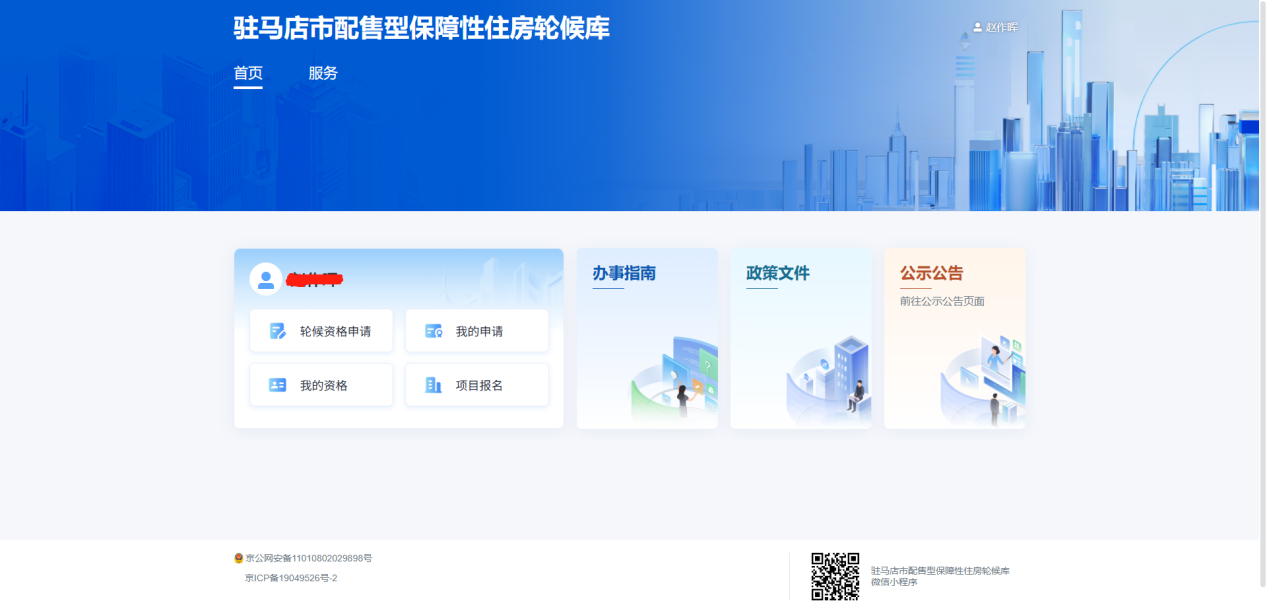 驻马店市配售型保障性住房轮候库
赵作晖
首页
服务
轮候资格申请
我的申请
我的资格
项目报名
办事指南
政策文件
公示公告
前往公示公告页面
京公网安备11010802029898号
京ICP备19049526号-2
驻马店市配售型保障性住房轮候库
微信小程序